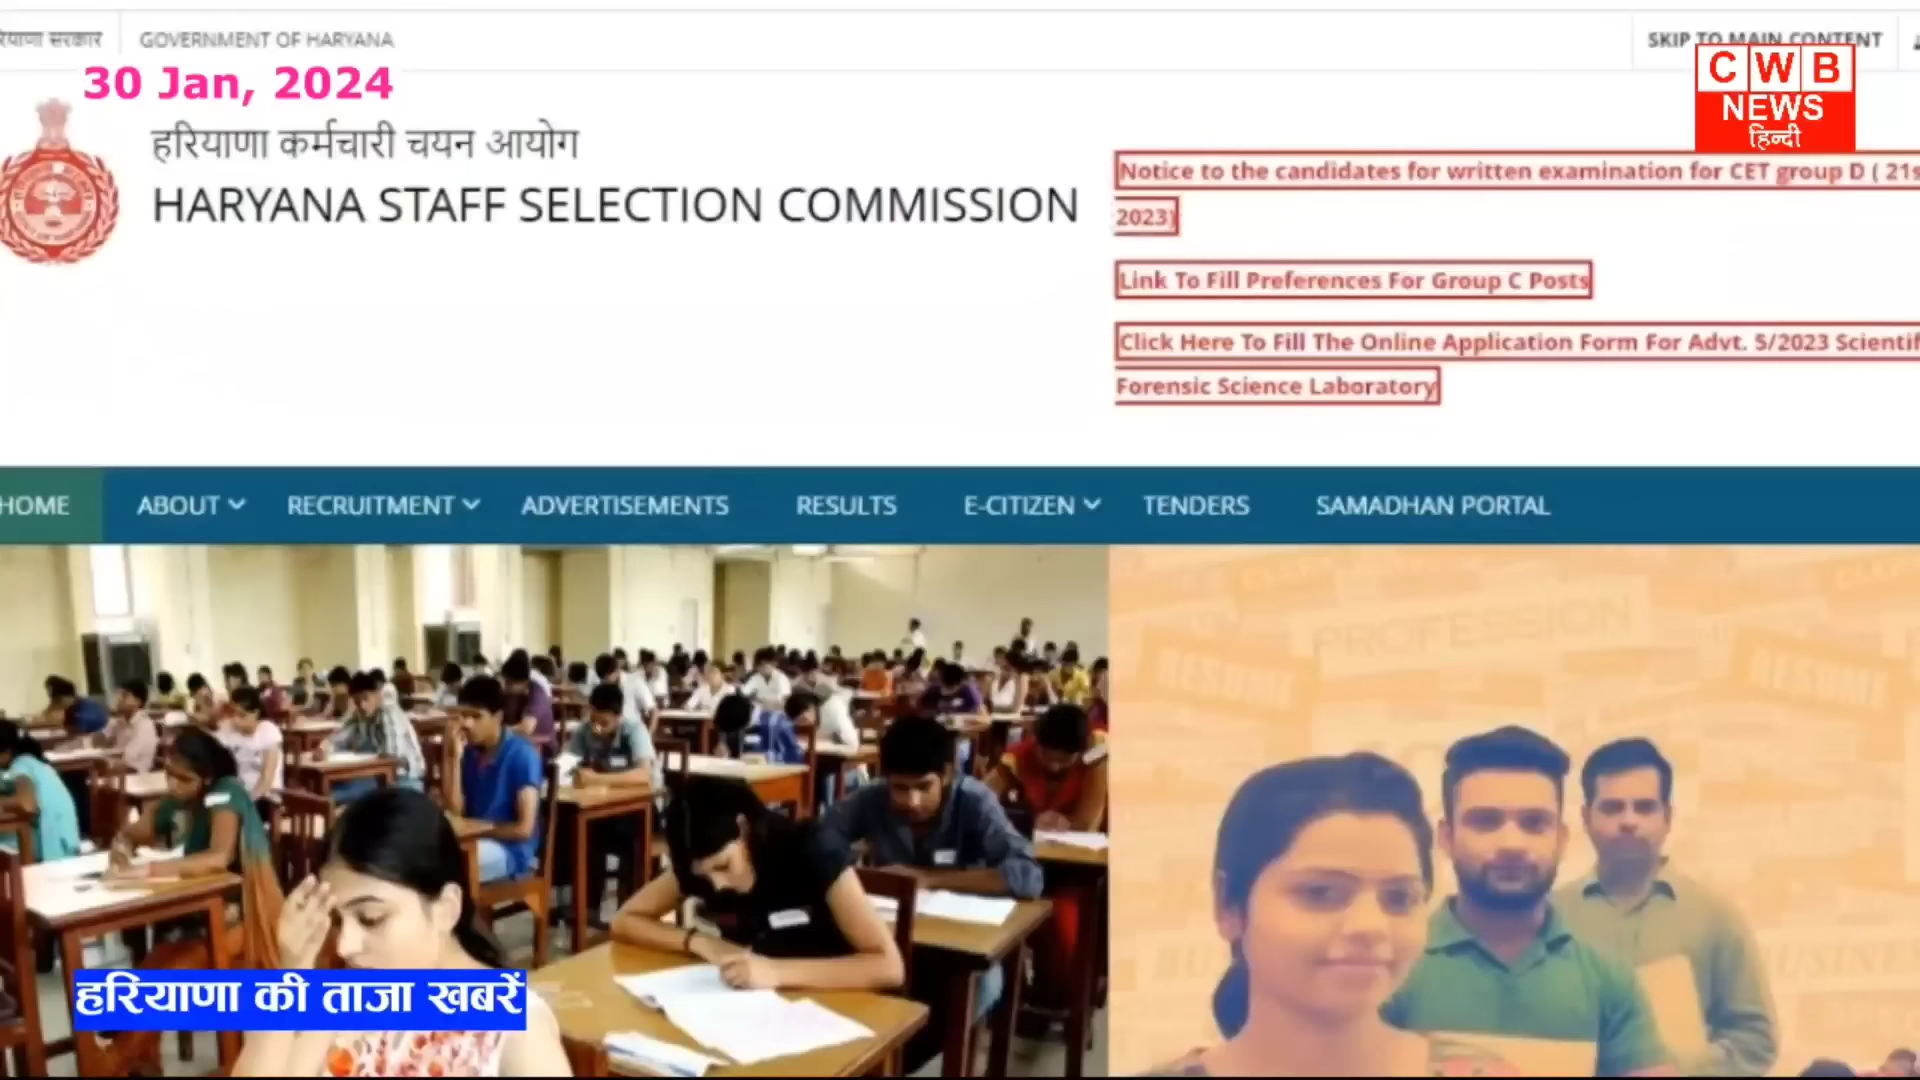 हरियाणा सरकार
GOVERNMENT OF HARYANA
SKIP TO MAIN CONTENT
30 Jan, 2024
C W B
NEWS
हिन्दी
हरियाणा कर्मचारी चयन आयोग
HARYANA STAFF SELECTION COMMISSION
Notice to the candidates for written examination for CET group D ( 21s
2023)
Link To Fill Preferences For Group C Posts
Click Here To Fill The Online Application Form For Advt. 5/2023 Scientif
Forensic Science Laboratory
HOME
ABOUT
RECRUITMENT
ADVERTISEMENTS
RESULTS
E-CITIZEN
TENDERS
SAMADHAN PORTAL
PROFESSION
RESUME
RESUME
हरियाणा की ताजा खबरें